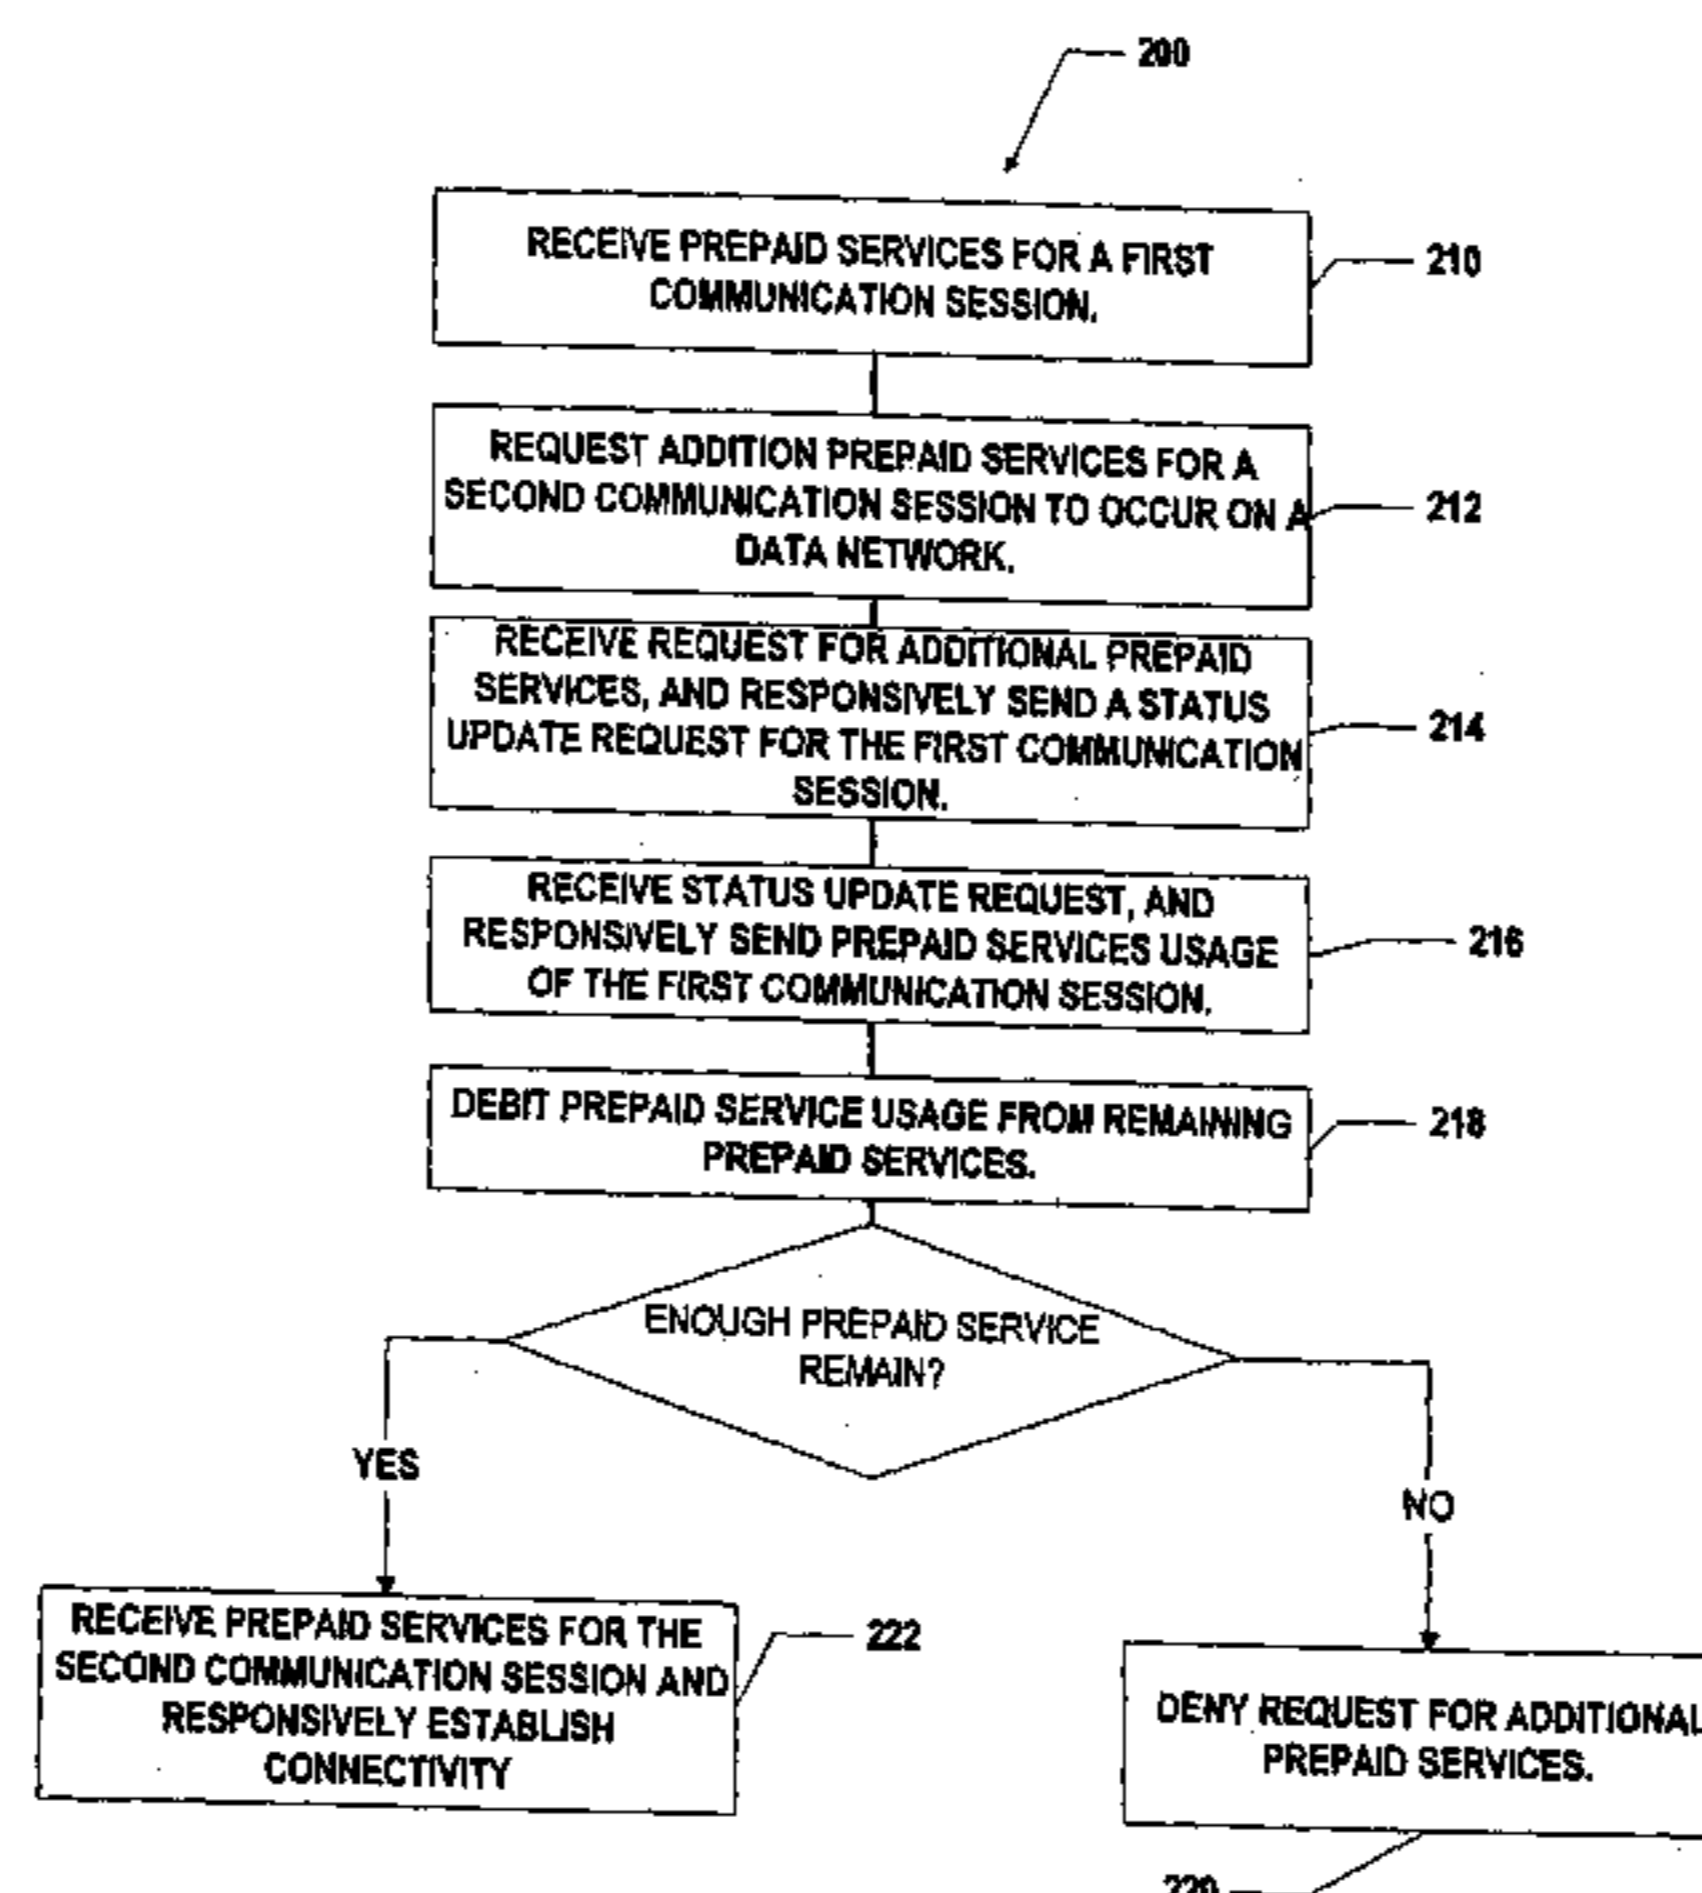 200
RECEIVE PREPAID SERVICES FOR A FIRST
COMMUNICATION SESSION.
210
REQUEST ADDITION PREPAID SERVICES FOR A
SECOND COMMUNICATION SESSION TO OCCUR ON A
DATA NETWORK.
212
RECEIVE REQUEST FOR ADDITIONAL PREPAID
SERVICES, AND RESPONSIVELY SEND A STATUS
UPDATE REQUEST FOR THE FIRST COMMUNICATION
SESSION.
214
RECEIVE STATUS UPDATE REQUEST, AND
RESPONSIVELY SEND PREPAID SERVICES USAGE
OF THE FIRST COMMUNICATION SESSION.
216
DEBIT PREPAID SERVICE USAGE FROM REMAINING
PREPAID SERVICES.
218
ENOUGH PREPAID SERVICE
REMAIN?
YES
NO
RECEIVE PREPAID SERVICES FOR THE
SECOND COMMUNICATION SESSION AND
RESPONSIVELY ESTABLISH
CONNECTIVITY
222
DENY REQUEST FOR ADDITIONAL
PREPAID SERVICES.
220